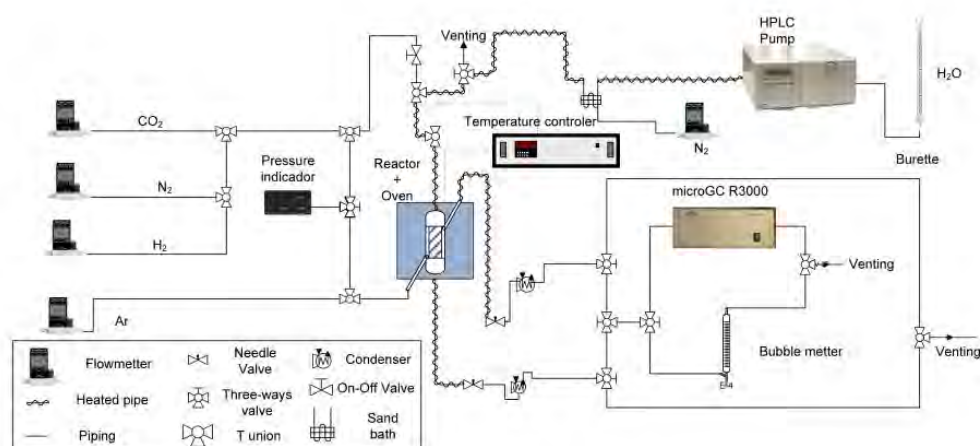 HPLC
Pump
Venting
H₂O
CO₂
Temperature controler
N₂
Burette
Pressure
indicador
Reactor
+
Oven
N₂
microGC R3000
H₂
Venting
Ar
Bubble metter
Venting
E-4
Flowmetter
Needle
Valve
Condenser
On-Off Valve
Heated pipe
Three-ways
valve
Sand
bath
Piping
T union